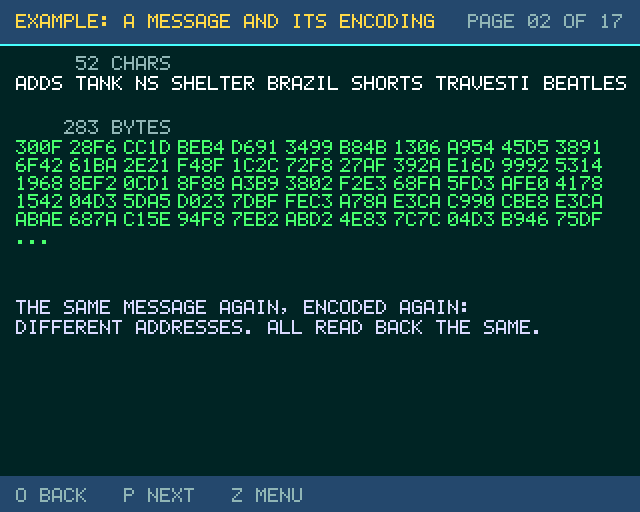 EXAMPLE: A MESSAGE AND ITS ENCODING PAGE 02 OF 17
52 CHARS
ADDS TANK NS SHELTER BRAZIL SHORTS TRAVESTI BEATLES
283 BYTES
300F 28F6 CC1D BEB4 D691 3499 B84B 1306 A954 45D5 3891
6F42 61BA 2E21 F48F 1C2C 72F8 27AF 392A E16D 9992 5314
1968 8EF2 0CD1 8F88 A3B9 3802 F2E3 68FA 5FD3 AFE0 4178
1542 04D3 5DA5 D023 7DBF FEC3 A78A E3CA C990 CBE8 E3CA
ABAE 687A C15E 94F8 7EB2 ABD2 4E83 7C7C 04D3 B946 75DF
...
THE SAME MESSAGE AGAIN, ENCODED AGAIN:
DIFFERENT ADDRESSES. ALL READ BACK THE SAME.
O BACK P NEXT Z MENU